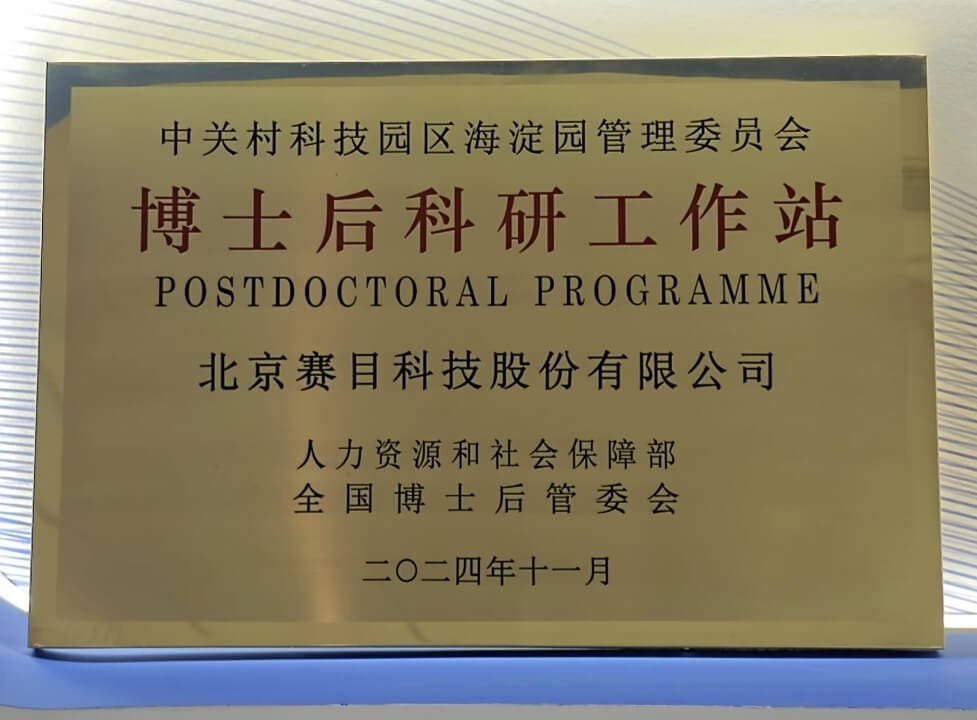 中关村科技园区海淀园管理委员会
博士后科研工作站
POSTDOCTORAL PROGRAMME
北京赛目科技股份有限公司
人力资源和社会保障部
全国博士后管委会
二〇二四年十一月